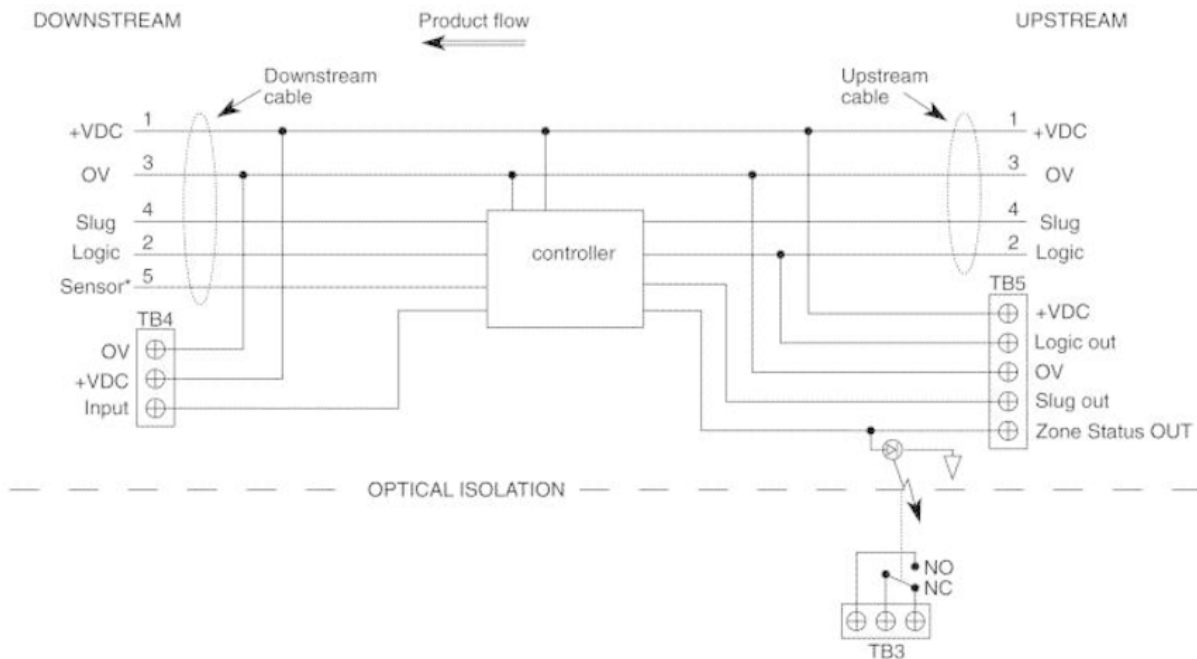 DOWNSTREAM
Product flow
UPSTREAM
Downstream
cable
Upstream
cable
+VDC 1
1 +VDC
OV 3
3 OV
Slug 4
4 Slug
Logic 2
controller
2 Logic
Sensor* 5
TB4
TB5
+VDC
OV
Logic out
+VDC
OV
Input
Slug out
Zone Status OUT
OPTICAL ISOLATION
NO
NC
TB3